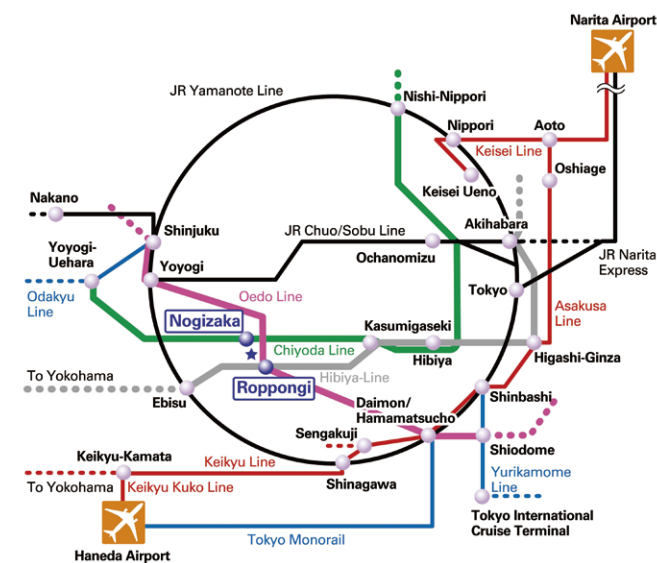 Narita Airport
JR Yamanote Line
Nishi-Nippori
Nippori
Aoto
Keisei Line
Oshiage
Keisei Ueno
Nakano
Shinjuku
JR Chuo/Sobu Line
Akihabara
Yoyogi-
Uehara
Yoyogi
Ochanomizu
JR Narita
Express
Odakyu
Line
Oedo Line
Tokyo
Asakusa
Line
Nogizaka
Kasumigaseki
Chiyoda Line
Hibiya
Higashi-Ginza
To Yokohama
Roppongi
Hibiya-Line
Ebisu
Shinbashi
Daimon/
Hamamatsucho
Sengakuji
Shiodome
Keikyu-Kamata
Keikyu Line
Yurikamome
Line
To Yokohama
Keikyu Kuko Line
Shinagawa
Tokyo International
Cruise Terminal
Tokyo Monorail
Haneda Airport